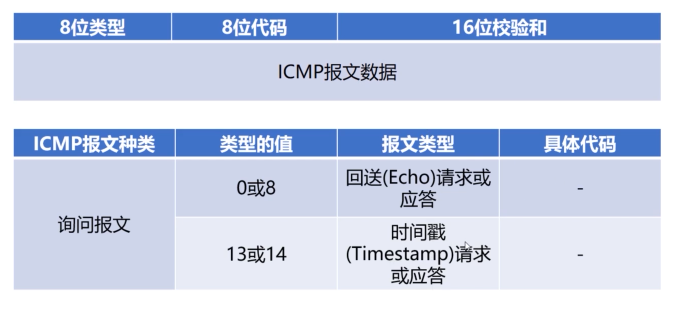 8位类型 8位代码 16位校验和
ICMP报文数据
ICMP报文种类 类型的值 报文类型 具体代码
询问报文
0或8
回送(Echo)请求或
应答
-
13或14
时间戳
(Timestamp)请求
或应答
-